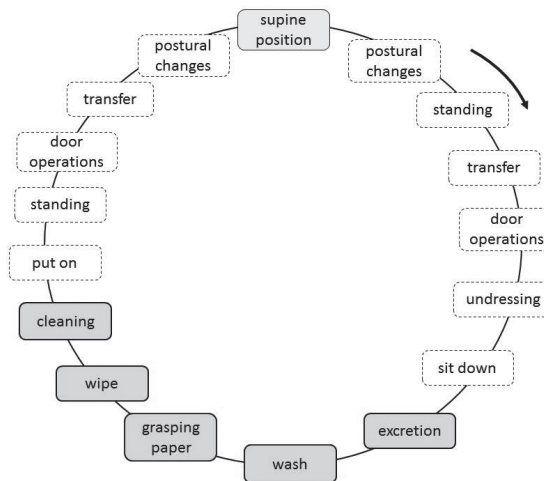 supine
position
postural
changes
standing
transfer
door
operations
undressing
sit down
excretion
wash
grasping
paper
wipe
cleaning
put on
standing
door
operations
transfer
postural
changes